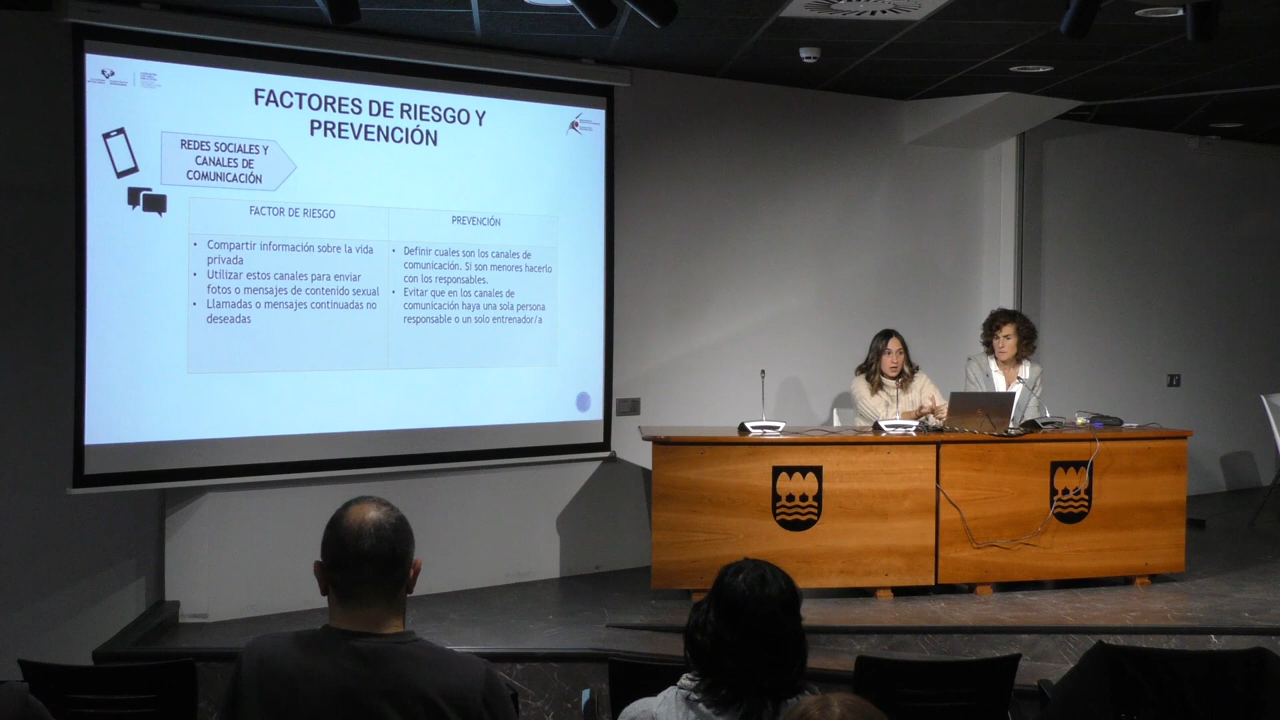 FACTORES DE RIESGO Y
PREVENCIÓN
REDES SOCIALES Y
CANALES DE
COMUNICACIÓN
FACTOR DE RIESGO
• Compartir información sobre la vida
privada
• Utilizar estos canales para enviar
fotos o mensajes de contenido sexual
• Llamadas o mensajes continuadas no
deseadas
PREVENCIÓN
• Definir cuales son los canales de
comunicación. Si son menores hacerlo
con los responsables.
• Evitar que en los canales de
comunicación haya una sola persona
responsable o un solo entrenador/a